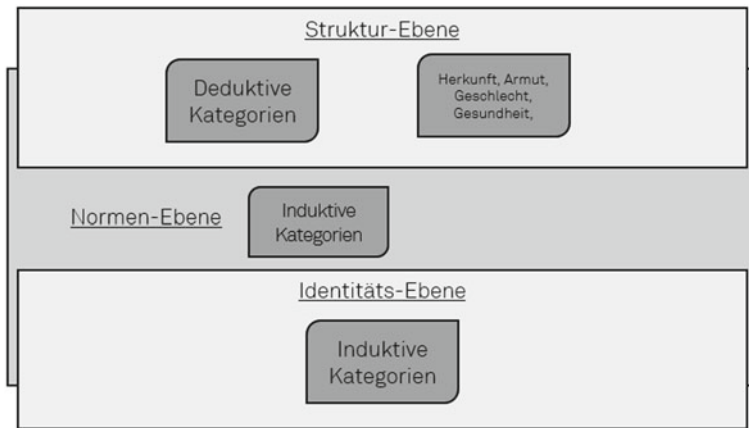 Struktur-Ebene
Deduktive
Kategorien
Herkunft, Armut,
Geschlecht,
Gesundheit,
Normen-Ebene
Induktive
Kategorien
Identitäts-Ebene
Induktive
Kategorien